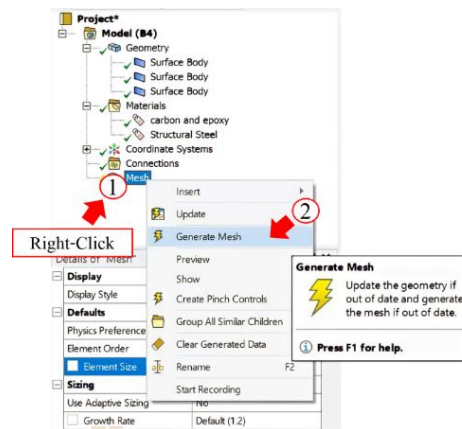 Project*
Model (B4)
Geometry
Surface Body
Surface Body
Surface Body
Materials
carbon and epoxy
Structural Steel
Coordinate Systems
Connections
Mesh
1
Right-Click
Insert
Update
2
Generate Mesh
Preview
Show
Create Pinch Controls
Group All Similar Children
Clear Generated Data
Rename F2
Start Recording
Generate Mesh
Update the geometry if
out of date and generate
the mesh if out of date.
Press F1 for help.
Details of "Mesh"
Display
Display Style
Defaults
Physics Preference
Element Order
Element Size
Sizing
Use Adaptive Sizing No
Growth Rate Default (1.2)